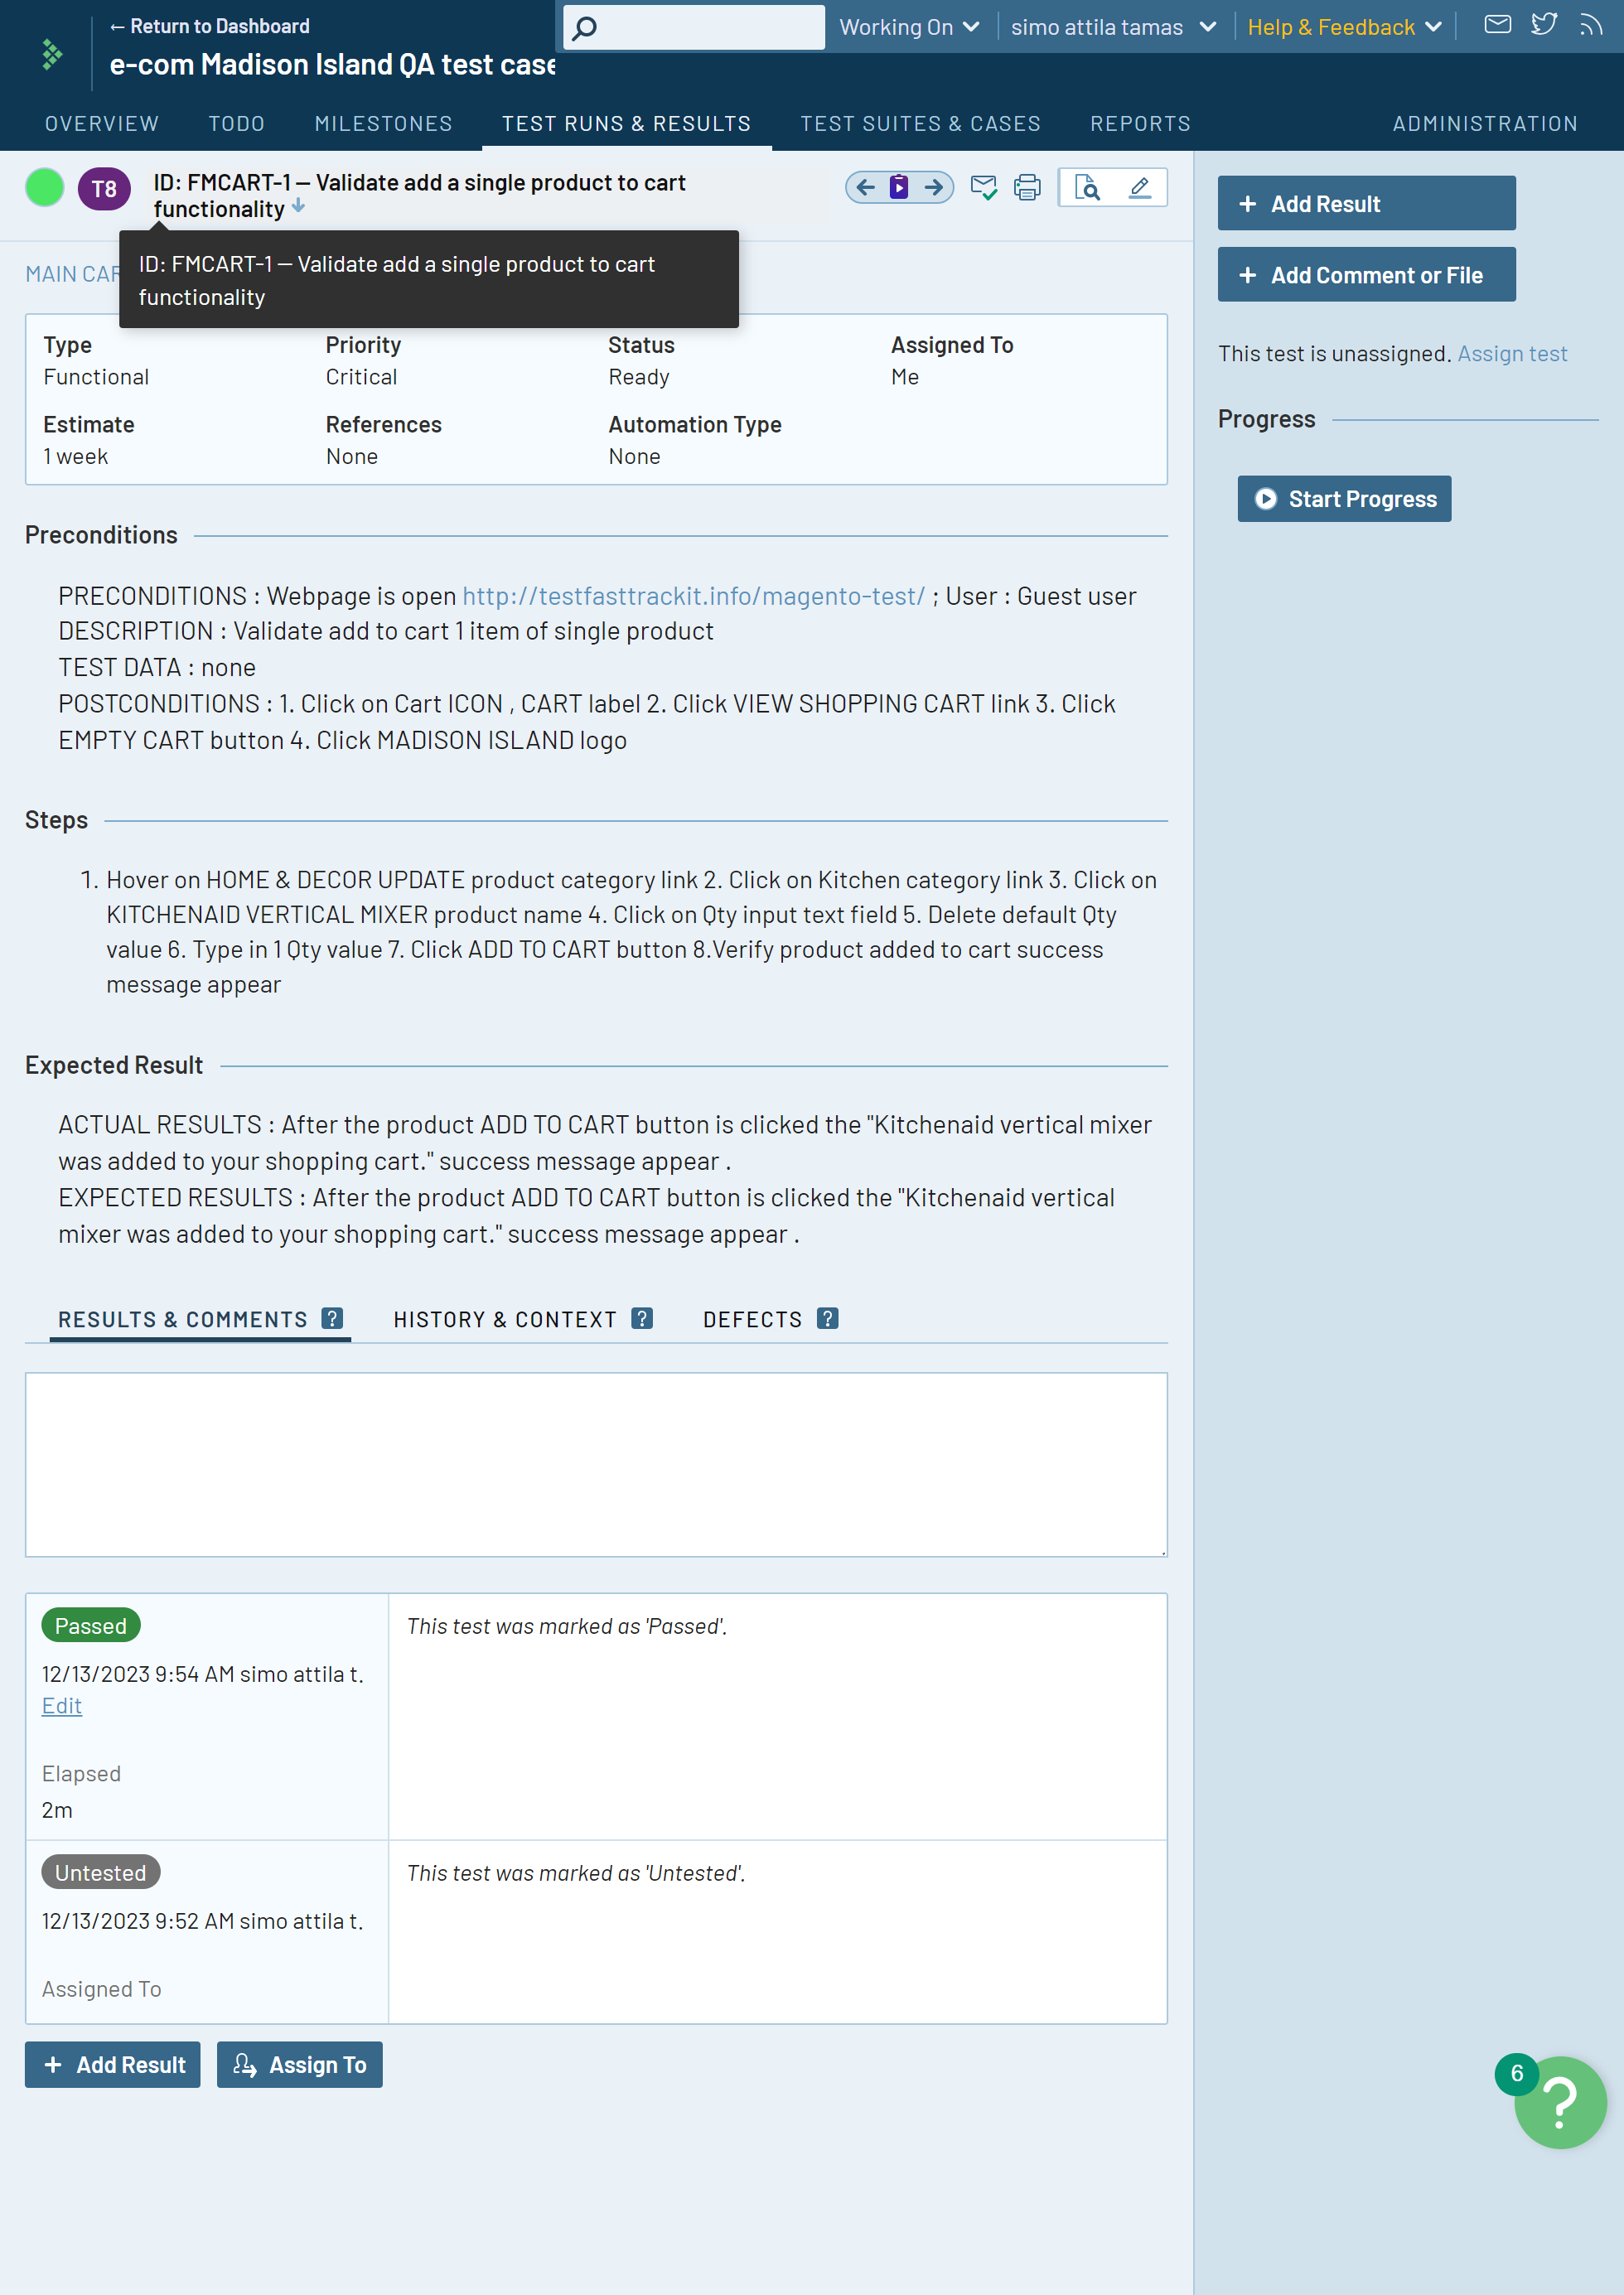 ← Return to Dashboard
e-com Madison Island QA test case
Working On
simo attila tamas
Help & Feedback
OVERVIEW
TODO
MILESTONES
TEST RUNS & RESULTS
TEST SUITES & CASES
REPORTS
ADMINISTRATION
T8
ID: FMCART-1 — Validate add a single product to cart
functionality
ID: FMCART-1 — Validate add a single product to cart
functionality
MAIN CAR
Type
Functional
Priority
Critical
Status
Ready
Assigned To
Me
Estimate
1 week
References
None
Automation Type
None
Preconditions
PRECONDITIONS : Webpage is open http://testfasttrackit.info/magento-test/ ; User : Guest user
DESCRIPTION : Validate add to cart 1 item of single product
TEST DATA : none
POSTCONDITIONS : 1. Click on Cart ICON , CART label 2. Click VIEW SHOPPING CART link 3. Click
EMPTY CART button 4. Click MADISON ISLAND logo
Steps
1. Hover on HOME & DECOR UPDATE product category link 2. Click on Kitchen category link 3. Click on
KITCHENAID VERTICAL MIXER product name 4. Click on Qty input text field 5. Delete default Qty
value 6. Type in 1 Qty value 7. Click ADD TO CART button 8.Verify product added to cart success
message appear
Expected Result
ACTUAL RESULTS : After the product ADD TO CART button is clicked the "Kitchenaid vertical mixer
was added to your shopping cart." success message appear .
EXPECTED RESULTS : After the product ADD TO CART button is clicked the "Kitchenaid vertical
mixer was added to your shopping cart." success message appear .
RESULTS & COMMENTS ?
HISTORY & CONTEXT ?
DEFECTS ?
Passed
12/13/2023 9:54 AM simo attila t.
Edit
Elapsed
2m
This test was marked as 'Passed'.
Untested
12/13/2023 9:52 AM simo attila t.
Assigned To
This test was marked as 'Untested'.
+ Add Result
Assign To
+ Add Result
+ Add Comment or File
This test is unassigned. Assign test
Progress
Start Progress
6
?